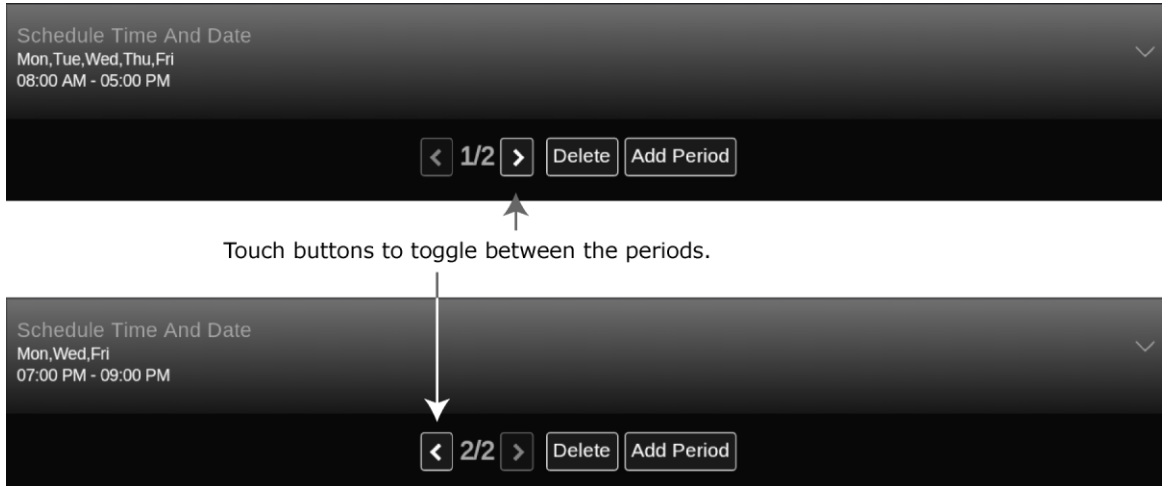 Schedule Time And Date
Mon,Tue,Wed,Thu,Fri
08:00 AM - 05:00 PM
< 1/2 > Delete Add Period
Touch buttons to toggle between the periods.
Schedule Time And Date
Mon,Wed,Fri
07:00 PM - 09:00 PM
< 2/2 > Delete Add Period